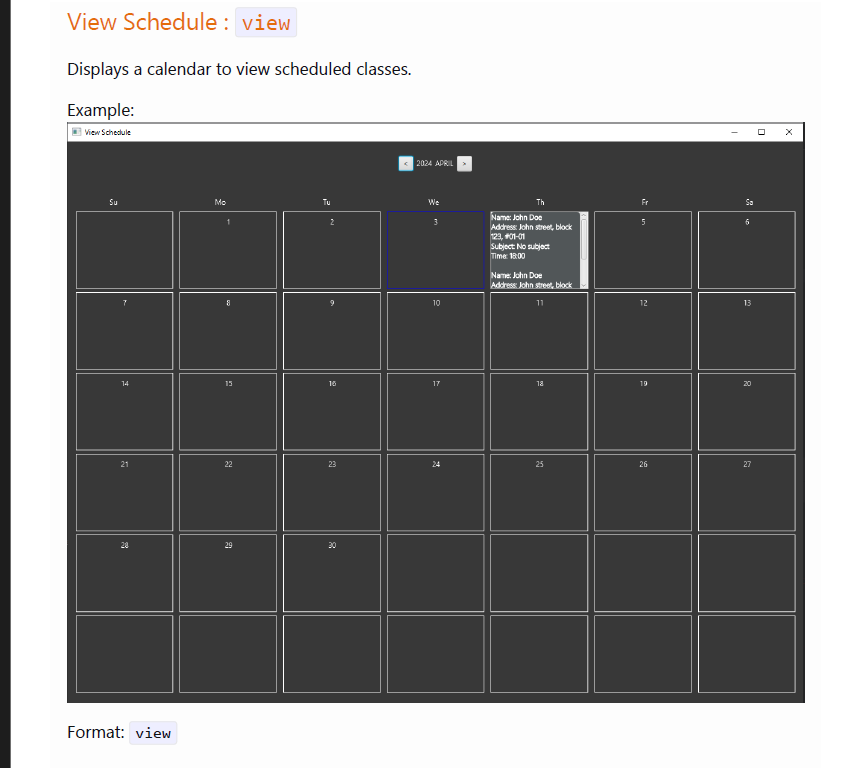 View Schedule : view
Displays a calendar to view scheduled classes.
Example:
View Schedule
< 2024 APRIL >
Su Mo Tu We Th Fr Sa
1 2 3 5 6
Name: John Doe
Address: John street, block
123, #01-01
Subject: No subject
Time: 18:00
Name: John Doe
Address: John street, block
7 8 9 10 11 12 13
14 15 16 17 18 19 20
21 22 23 24 25 26 27
28 29 30
Format: view